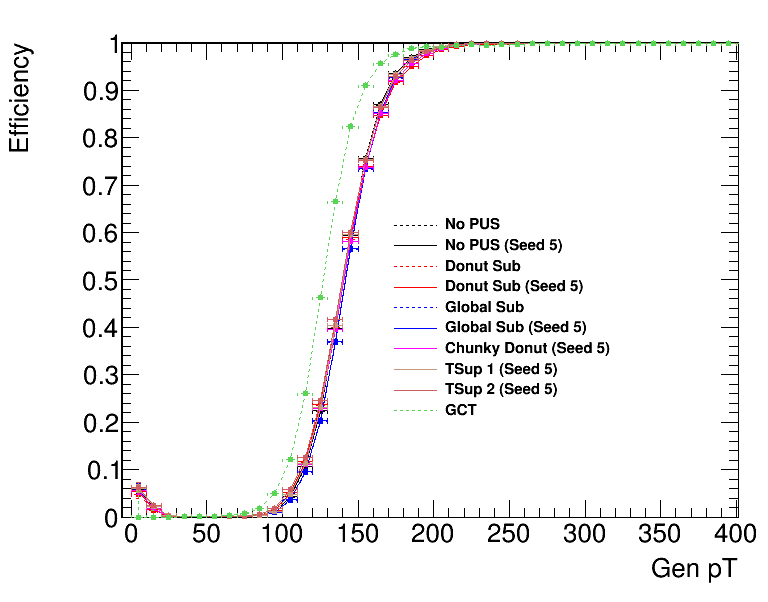 Efficiency
1
0.9
0.8
0.7
0.6
0.5
0.4
0.3
0.2
0.1
0
No PUS
No PUS (Seed 5)
Donut Sub
Donut Sub (Seed 5)
Global Sub
Global Sub (Seed 5)
Chunky Donut (Seed 5)
TSup 1 (Seed 5)
TSup 2 (Seed 5)
GCT
0 50 100 150 200 250 300 350 400
Gen pT